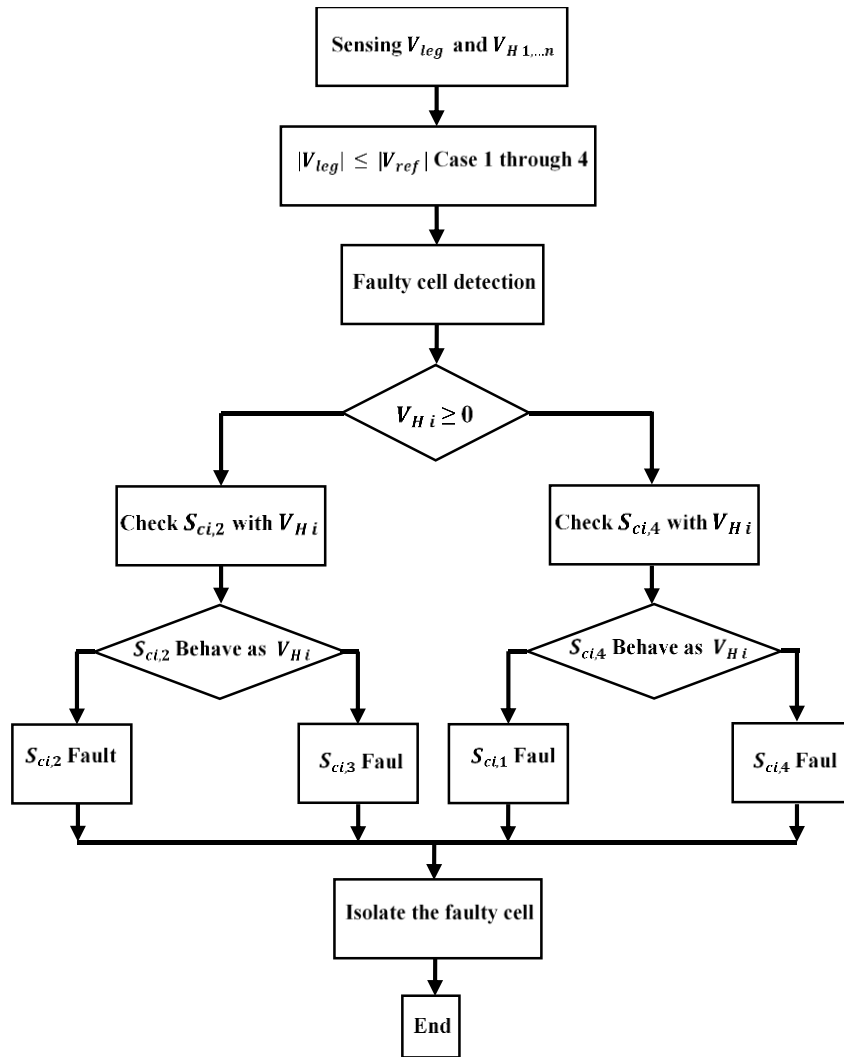 Sensing V_leg and V_H 1,...n
|V_leg| ≤ |V_ref| Case 1 through 4
Faulty cell detection
V_H i ≥ 0
Check S_ci,2 with V_H i
Check S_ci,4 with V_H i
S_ci,2 Behave as V_H i
S_ci,4 Behave as V_H i
S_ci,2 Fault
S_ci,3 Faul
S_ci,1 Faul
S_ci,4 Faul
Isolate the faulty cell
End